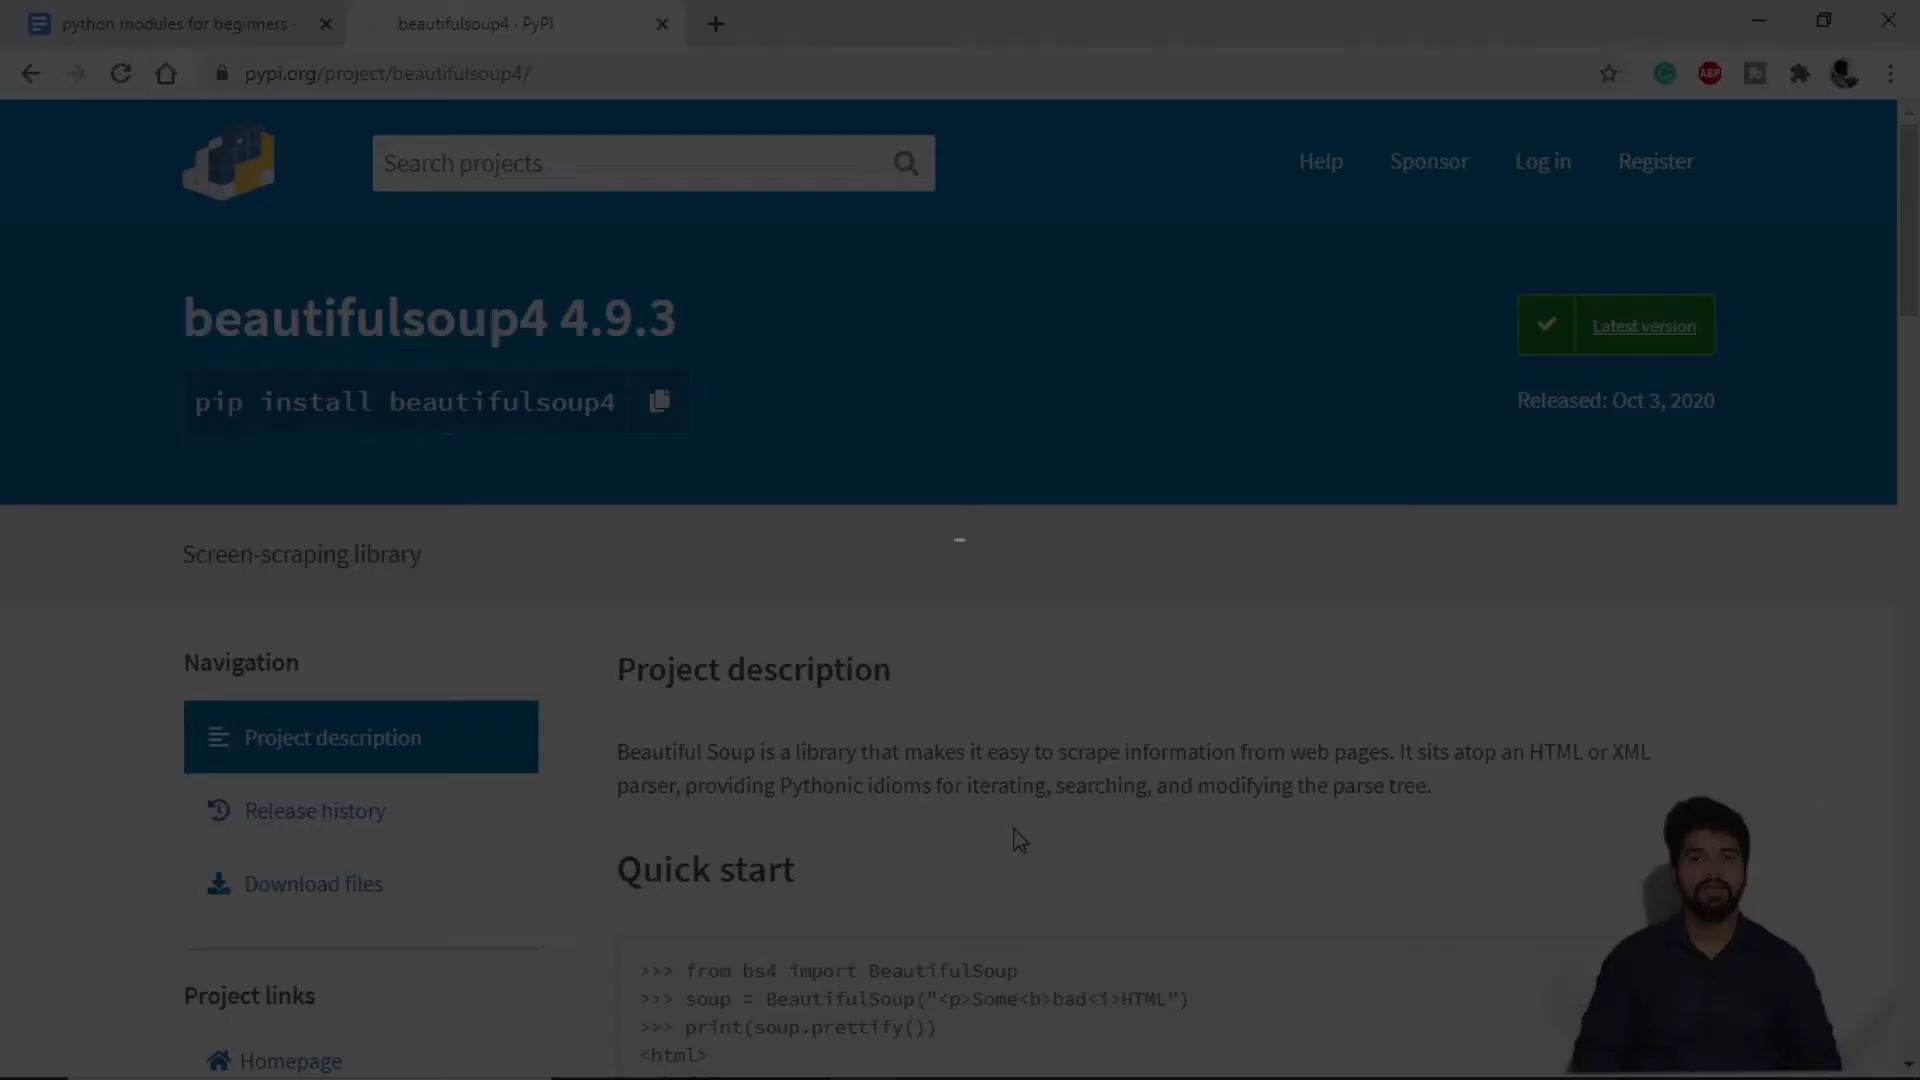 python modules for beginners -
beautifulsoup4 · PyPI
pypi.org/project/beautifulsoup4/
ABP
Search projects
Help
Sponsor
Log in
Register
beautifulsoup4 4.9.3
Latest version
pip install beautifulsoup4
Released: Oct 3, 2020
Screen-scraping library
Navigation
Project description
Release history
Download files
Project links
Homepage
Project description
Beautiful Soup is a library that makes it easy to scrape information from web pages. It sits atop an HTML or XML
parser, providing Pythonic idioms for iterating, searching, and modifying the parse tree.
Quick start
>>> from bs4 import BeautifulSoup
>>> soup = BeautifulSoup("<p>Some<b>bad<i>HTML")
>>> print(soup.prettify())
<html>